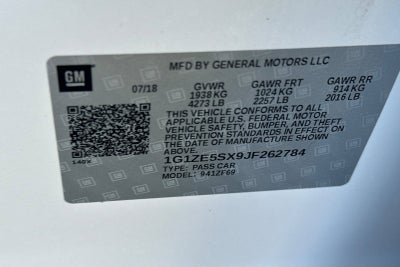 GM
MFD BY GENERAL MOTORS LLC
07/18 GVWR GAWR FRT GAWR RR
1938 KG 1024 KG 914 KG
4273 LB 2257 LB 2016 LB
THIS VEHICLE CONFORMS TO ALL
APPLICABLE U.S. FEDERAL MOTOR
VEHICLE SAFETY, BUMPER, AND THEFT
PREVENTION STANDARDS IN EFFECT ON
THE DATE OF MANUFACTURE SHOWN
ABOVE.
1G1ZE5SX9JF262784
TYPE: PASS CAR
MODEL: 941ZF69